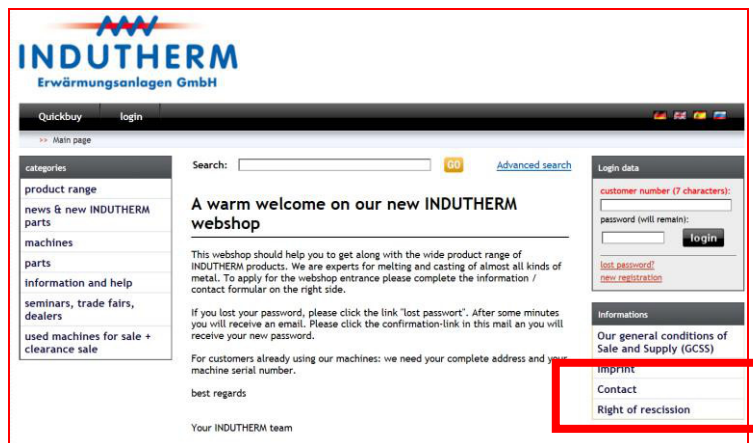 INDUTHERM
Erwärmungsanlagen GmbH
Quickbuy login
>> Main page
categories
product range
news & new INDUTHERM
parts
machines
parts
information and help
seminars, trade fairs,
dealers
used machines for sale +
clearance sale
Search: GO Advanced search
A warm welcome on our new INDUTHERM
webshop
This webshop should help you to get along with the wide product range of
INDUTHERM products. We are experts for melting and casting of almost all kinds of
metal. To apply for the webshop entrance please complete the information /
contact formular on the right side.
If you lost your password, please click the link "lost passwort". After some minutes
you will receive an email. Please click the confirmation-link in this mail an you will
receive your new password.
For customers already using our machines: we need your complete address and your
machine serial number.
best regards
Your INDUTHERM team
Login data
customer number (7 characters):
password (will remain):
login
lost password?
new registration
Informations
Our general conditions of
Sale and Supply (GCSS)
Imprint
Contact
Right of rescission